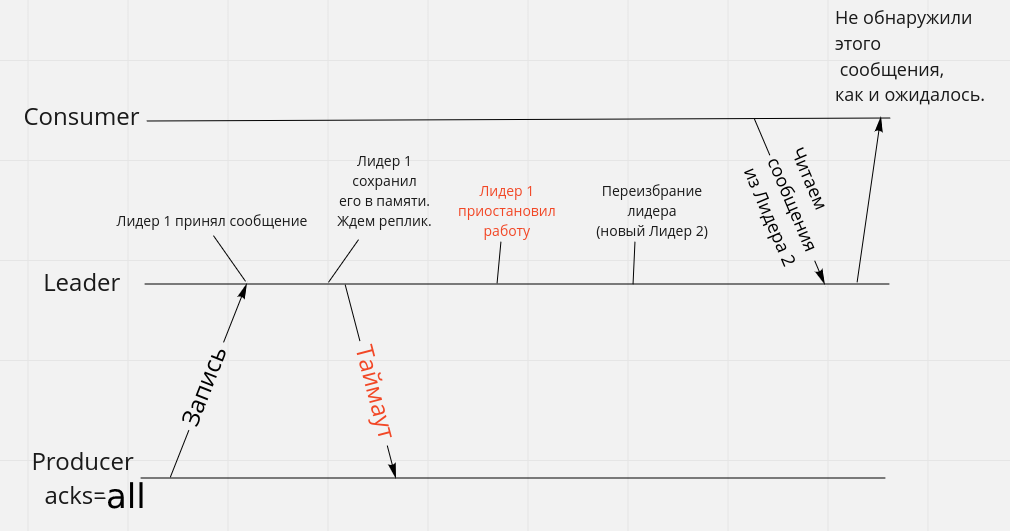 Не обнаружили
этого
сообщения,
как и ожидалось.
Consumer
Лидер 1
сохранил
его в памяти.
Ждем реплик.
Лидер 1 принял сообщение
Лидер 1
приостановил
работу
Переизбрание
лидера
(новый Лидер 2)
Читаем
сообщения
из Лидера 2
Leader
Запись
Таймаут
Producer
acks=all